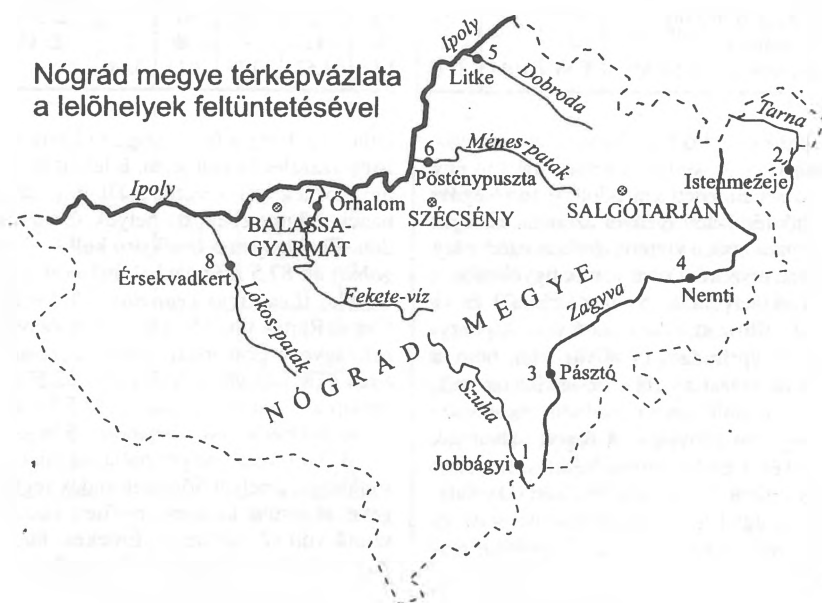 Nógrád megye térképvázlata
a lelőhelyek feltüntetésével
Ipoly
5
Litke
Dobroda
Tarna
6
Ménes-patak
2
Pösténypuszta
Istenmezeje
Ipoly
7
Őrhalom
SZÉCSÉNY
SALGÓTARJÁN
BALASSA-
GYARMAT
8
Érsekvadkert
Fekete-víz
4
Nemti
Lókos-patak
Zagyva
NÓGRÁD MEGYE
3
Pásztó
Szuha
1
Jobbágyi